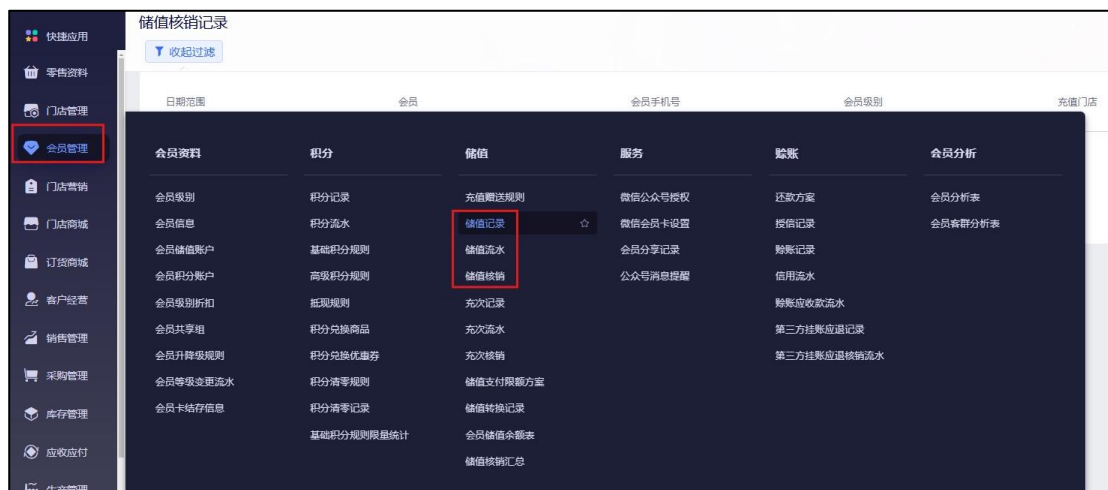 快捷应用
零售资料
门店管理
会员管理
门店营销
门店商城
订货商城
客户经营
销售管理
采购管理
库存管理
应收应付
生产管理
储值核销记录
收起过滤
日期范围 会员 会员手机号 会员级别 充值门店
会员资料 积分 储值 服务 赊账 会员分析
会员级别 积分记录 充值赠送规则 微信公众号授权 还款方案 会员分析表
会员信息 积分流水 储值记录 微信会员卡设置 授信记录 会员客群分析表
会员储值账户 基础积分规则 储值流水 会员分享记录 赊账记录
会员积分账户 高级积分规则 储值核销 公众号消息提醒 信用流水
会员级别折扣 抵现规则 充次记录 赊账应收款流水
会员共享组 积分兑换商品 充次流水 第三方挂账应退记录
会员升降级规则 积分兑换优惠券 充次核销 第三方挂账应退核销流水
会员等级变更流水 积分清零规则 储值支付限额方案
会员卡结存信息 积分清零记录 储值转换记录
基础积分规则限量统计 会员储值余额表
储值核销汇总